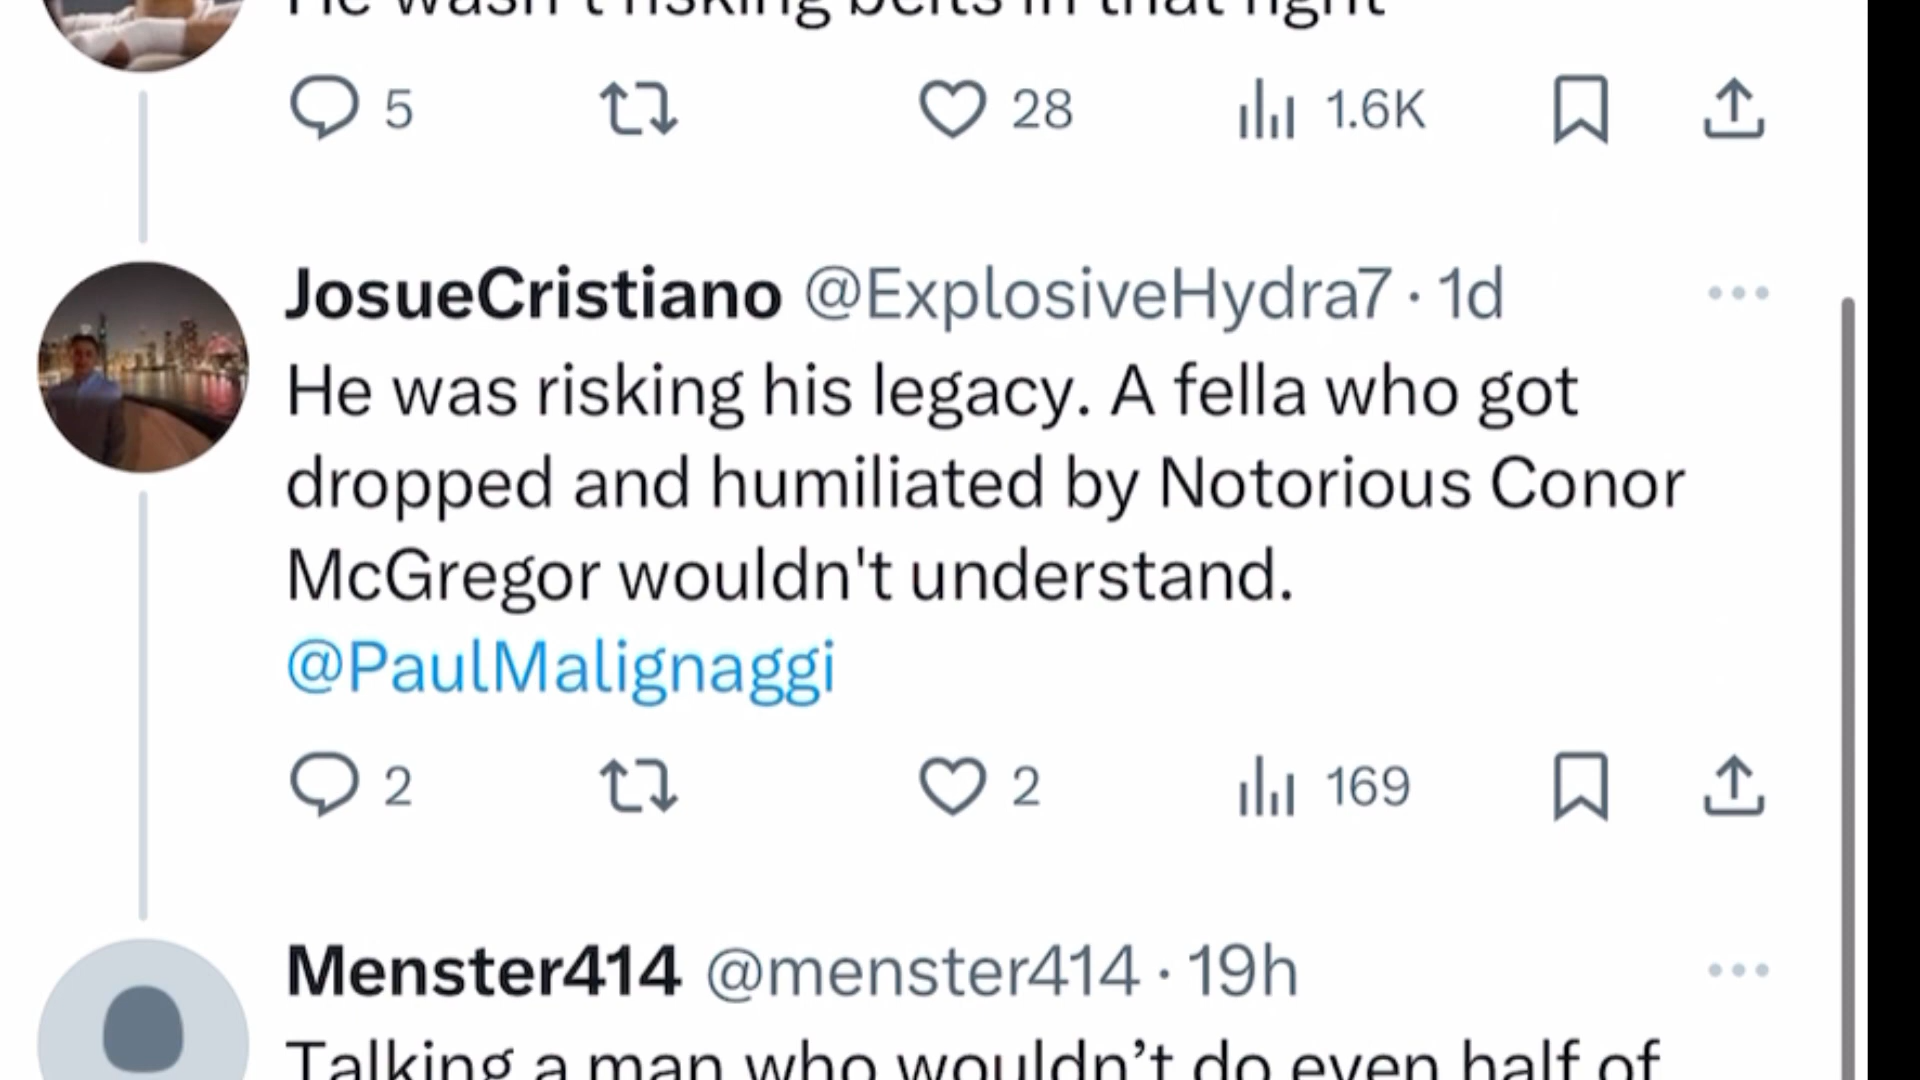 He wasn't risking belts in that fight
5 28 1.6K
JosueCristiano @ExplosiveHydra7 · 1d
He was risking his legacy. A fella who got
dropped and humiliated by Notorious Conor
McGregor wouldn't understand.
@PaulMalignaggi
2 2 169
Menster414 @menster414 · 19h
Talking a man who wouldn’t do even half of